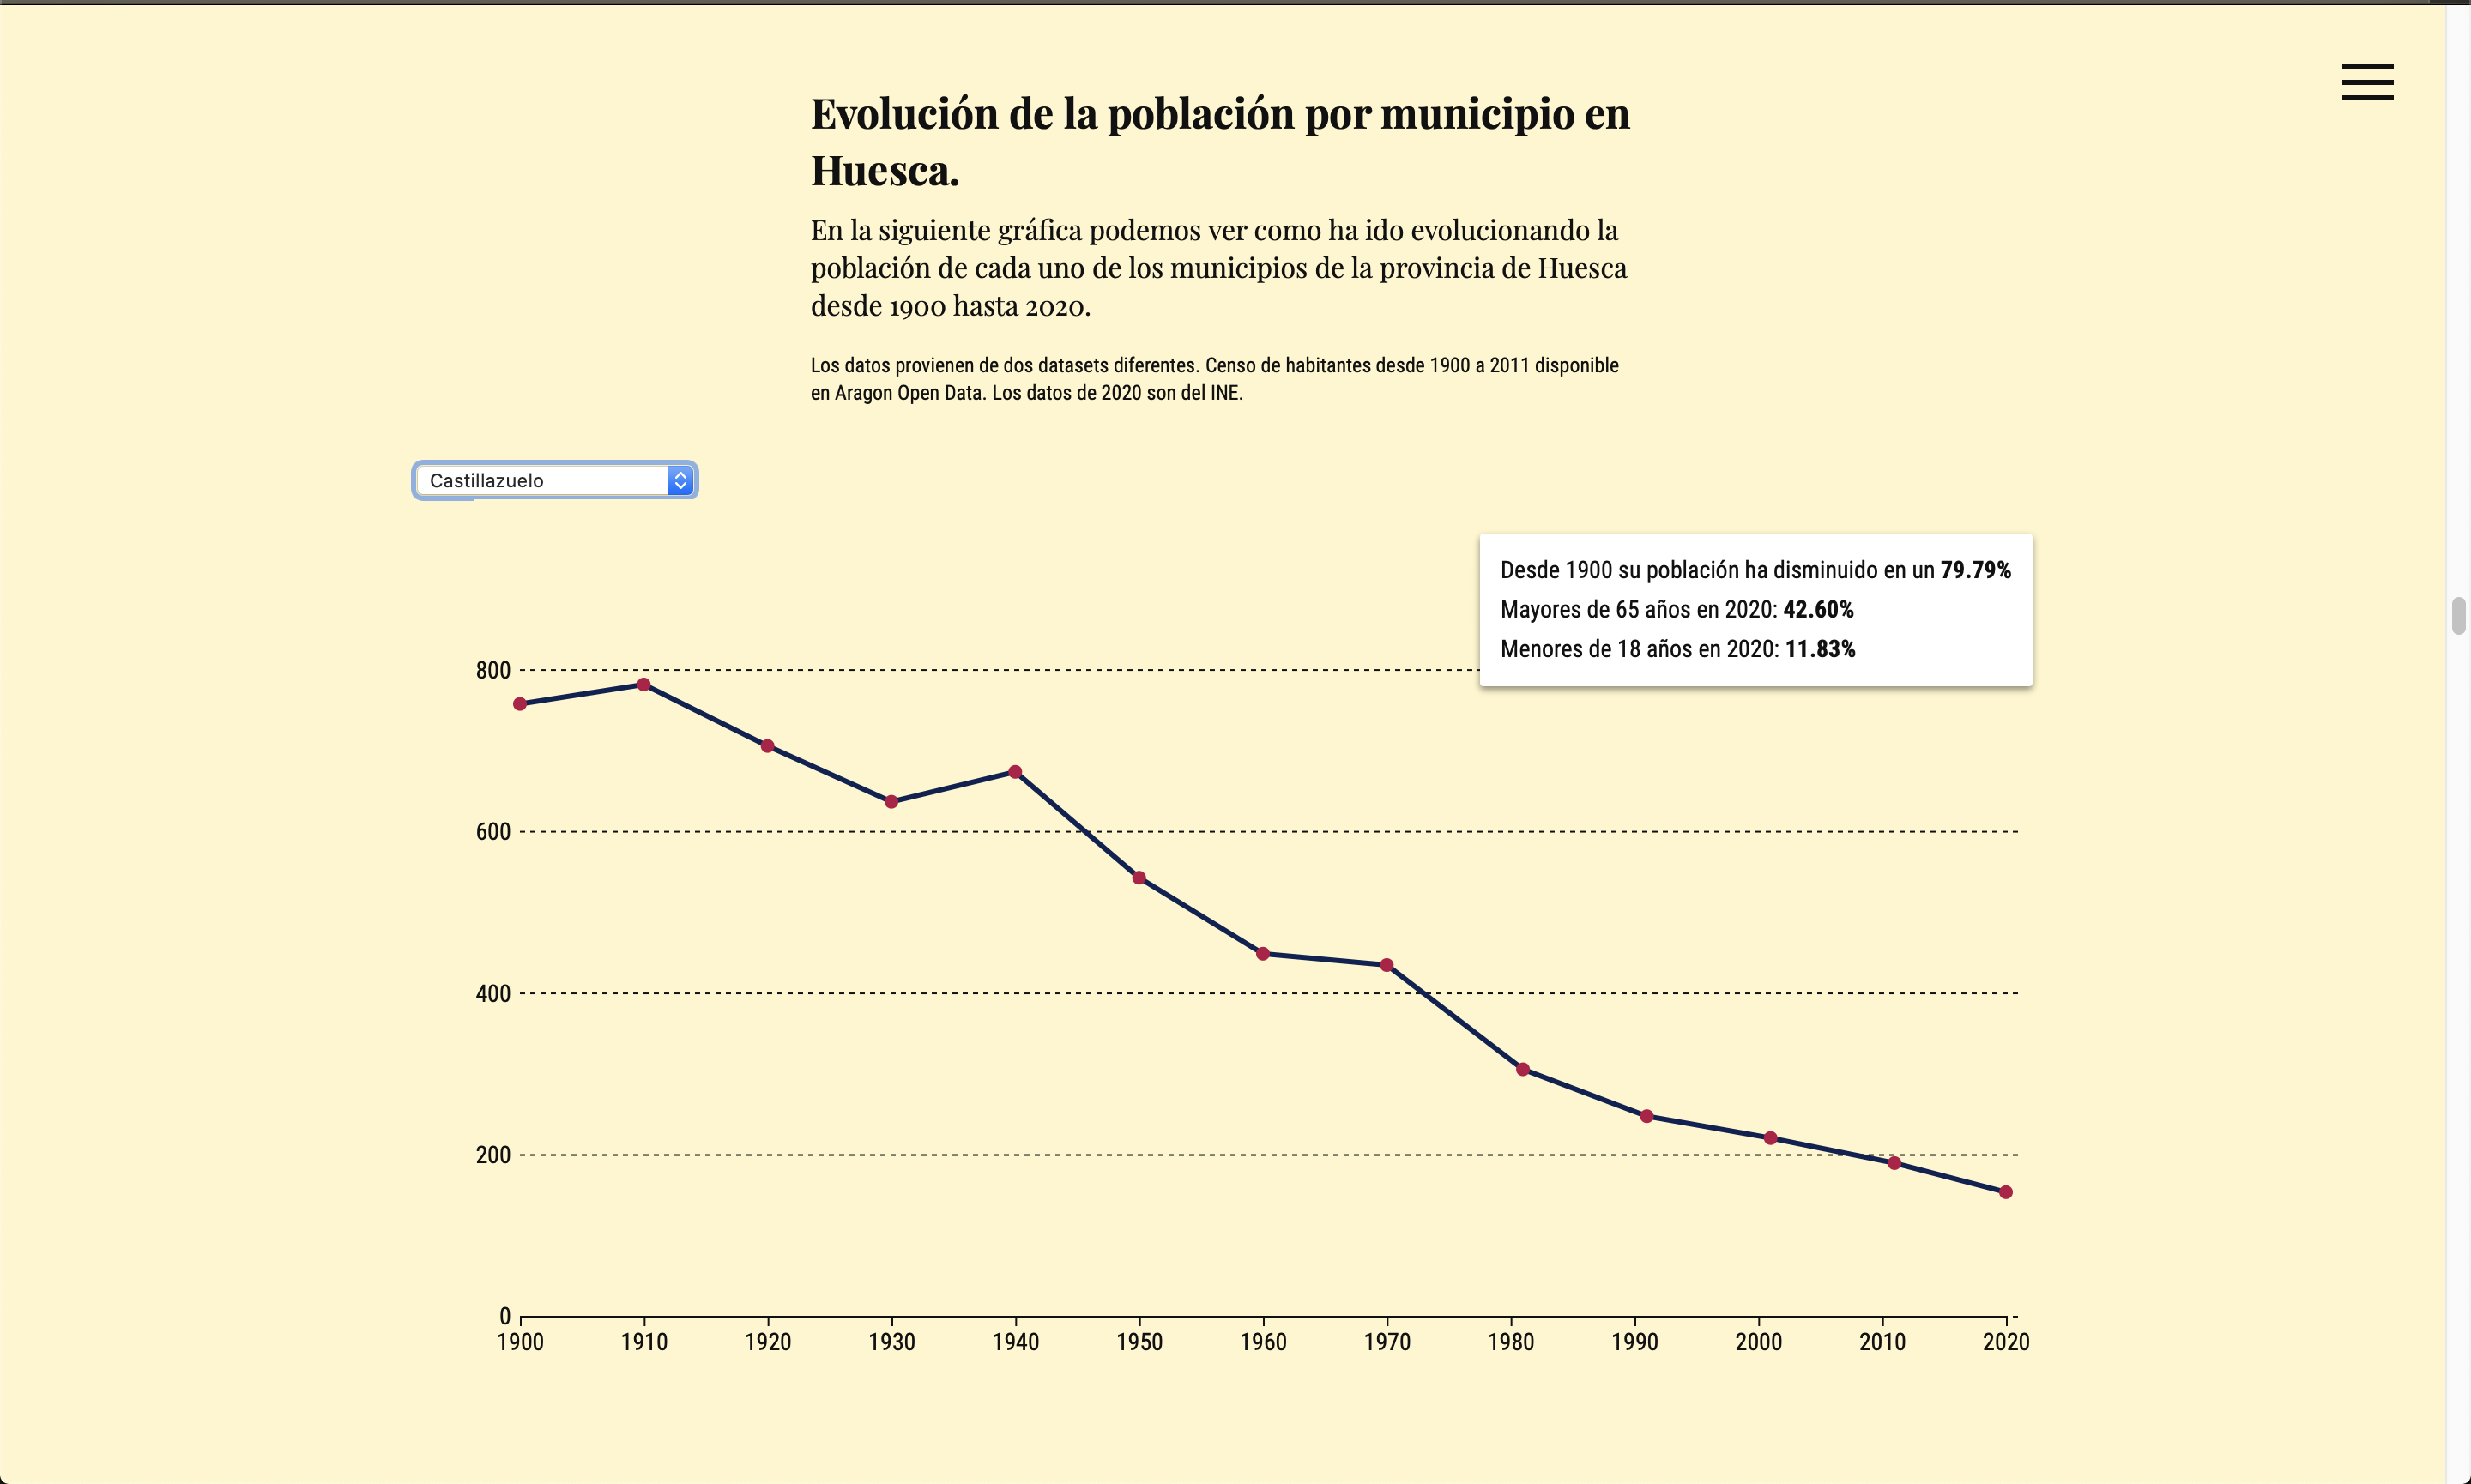 Evolución de la población por municipio en
Huesca.
En la siguiente gráfica podemos ver como ha ido evolucionando la
población de cada uno de los municipios de la provincia de Huesca
desde 1900 hasta 2020.
Los datos provienen de dos datasets diferentes. Censo de habitantes desde 1900 a 2011 disponible
en Aragon Open Data. Los datos de 2020 son del INE.
Castillazuelo
Desde 1900 su población ha disminuido en un 79.79%
Mayores de 65 años en 2020: 42.60%
Menores de 18 años en 2020: 11.83%
800
600
400
200
0
1900 1910 1920 1930 1940 1950 1960 1970 1980 1990 2000 2010 2020